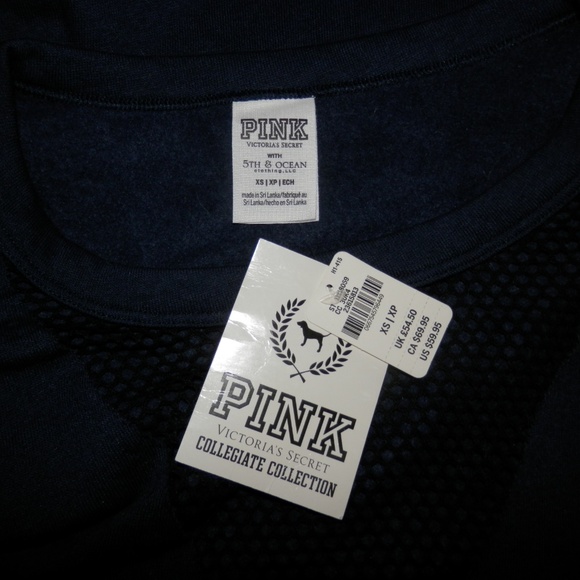 PINK
VICTORIA'S SECRET
WITH
5TH & OCEAN
clothing, LLC
XS | XP | ECH
made in Sri Lanka/fabriqué au
Sri Lanka/hecho en Sri Lanka
PINK
VICTORIA'S SECRET
COLLEGIATE COLLECTION
H1-416
XS | XP
UK £54.50
CA $69.95
US $59.95